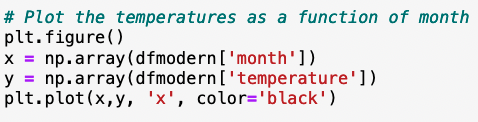 # Plot the temperatures as a function of month
plt.figure()
x = np.array(dfmodern['month'])
y = np.array(dfmodern['temperature'])
plt.plot(x,y, 'x', color='black')